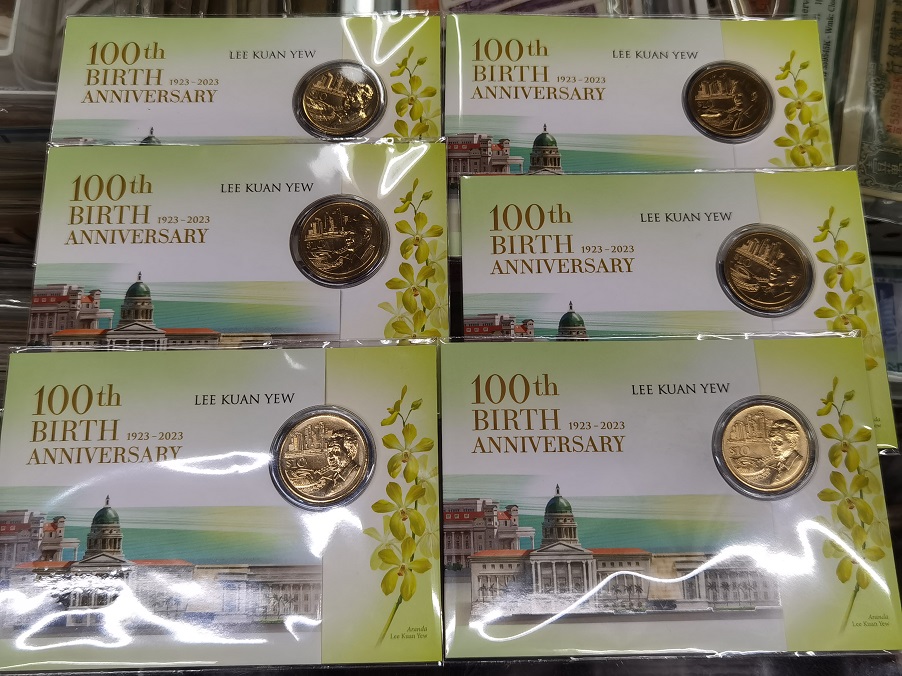 100th
BIRTH 1923-2023
ANNIVERSARY
LEE KUAN YEW
100th
BIRTH 1923-2023
ANNIVERSARY
LEE KUAN YEW
100th
BIRTH 1923-2023
ANNIVERSARY
LEE KUAN YEW
100th
BIRTH 1923-2023
ANNIVERSARY
LEE KUAN YEW
100th
BIRTH 1923-2023
ANNIVERSARY
LEE KUAN YEW
$10
Aranda
Lee Kuan Yew
100th
BIRTH 1923-2023
ANNIVERSARY
LEE KUAN YEW
$10
Aranda
Lee Kuan Yew